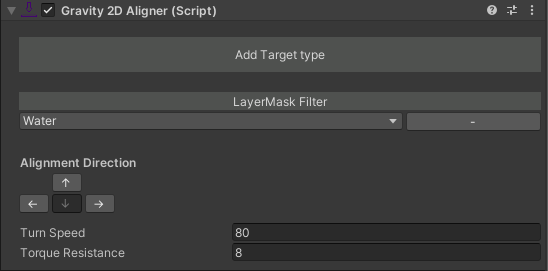 Gravity 2D Aligner (Script)
Add Target type
LayerMask Filter
Water -
Alignment Direction
↑
← ↓ →
Turn Speed 80
Torque Resistance 8